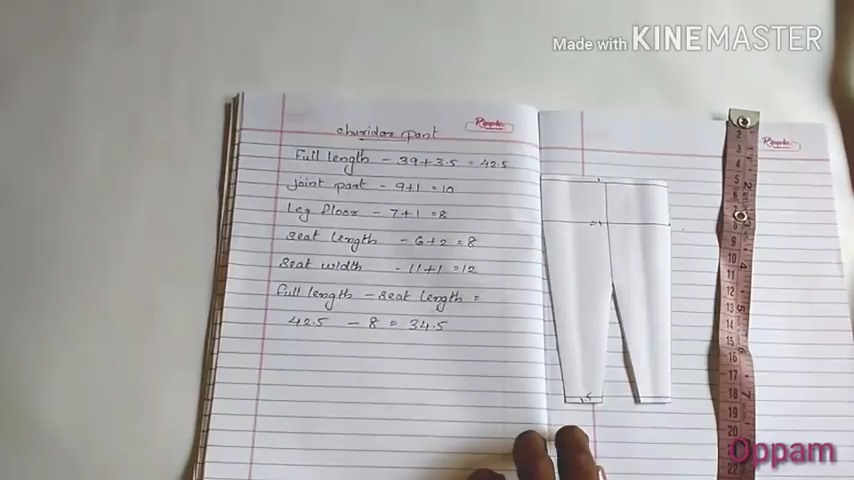 Made with KINEMASTER
churidar pant
Full length - 39+3.5 = 42.5
joint part - 9+1 = 10
Leg floor - 7+1 = 8
seat length - 6+2 = 8
seat width - 11+1 = 12
Full length - seat length =
42.5 - 8 = 34.5
Oppam